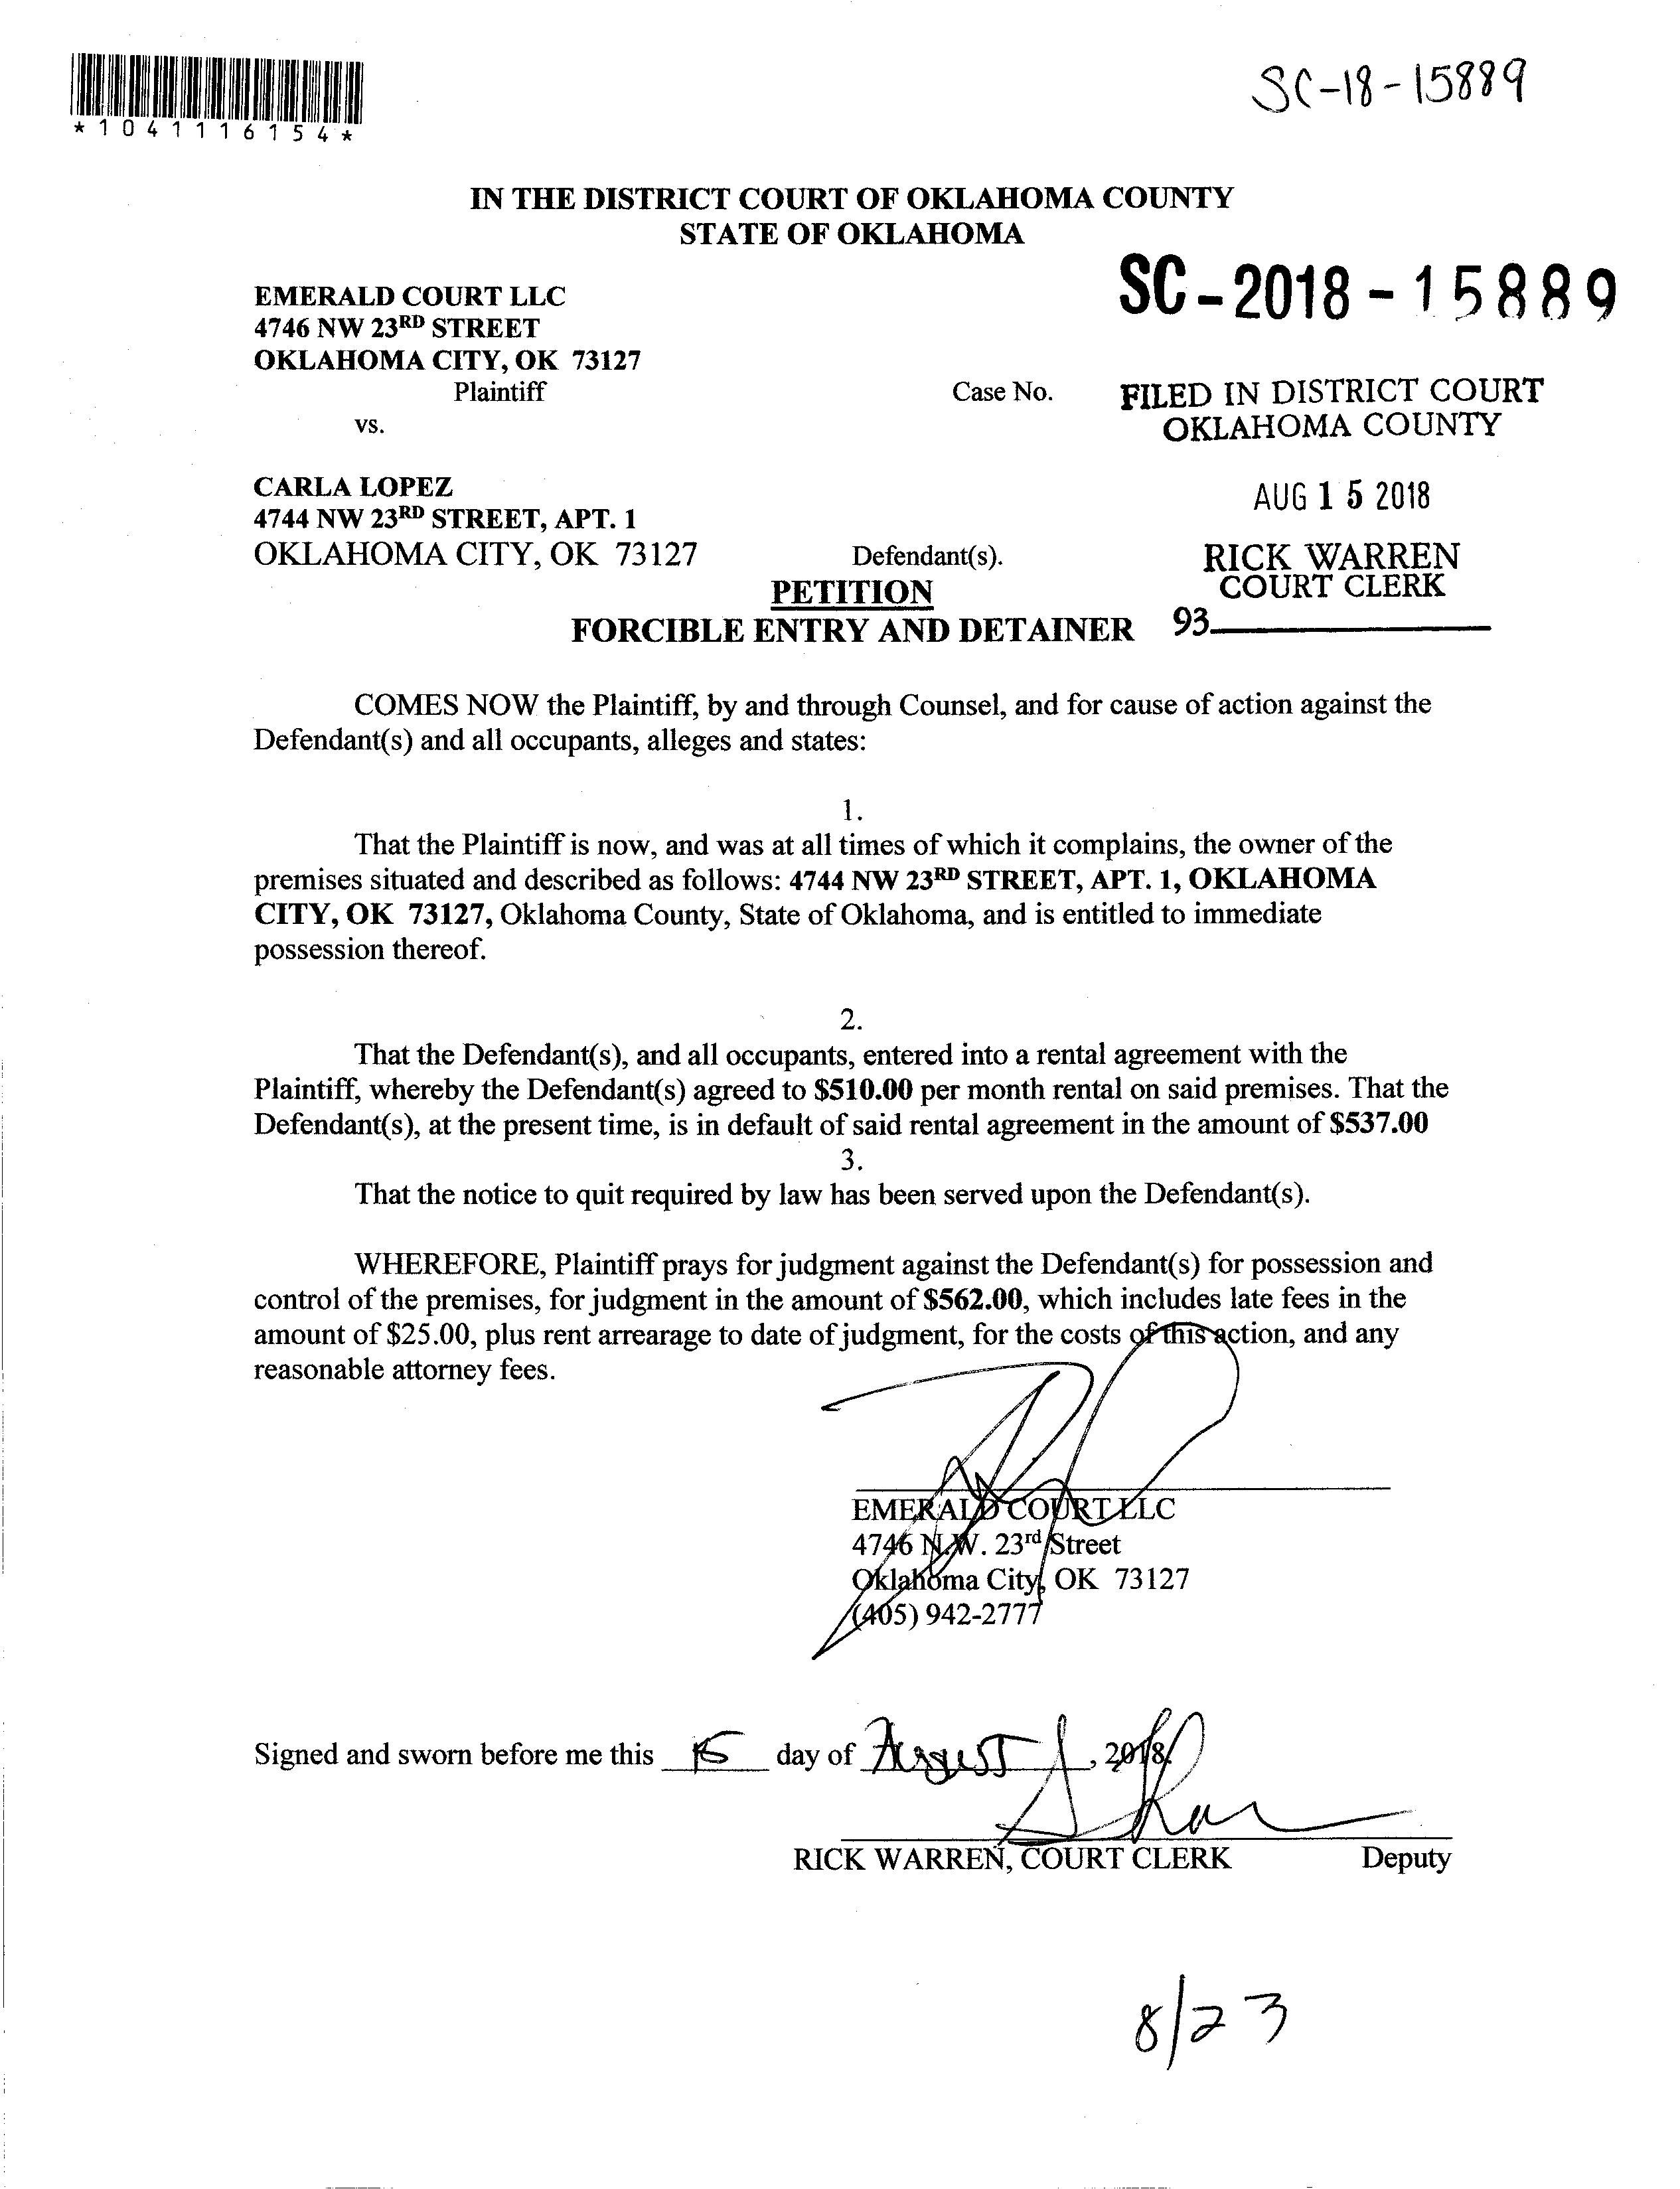 SC-18-15889
*1041116154*
IN THE DISTRICT COURT OF OKLAHOMA COUNTY
STATE OF OKLAHOMA
SC-2018-15889
EMERALD COURT LLC
4746 NW 23RD STREET
OKLAHOMA CITY, OK 73127
Plaintiff
Case No.
FILED IN DISTRICT COURT
OKLAHOMA COUNTY
vs.
AUG 15 2018
CARLA LOPEZ
4744 NW 23RD STREET, APT. 1
OKLAHOMA CITY, OK 73127 Defendant(s).
RICK WARREN
COURT CLERK
93
PETITION
FORCIBLE ENTRY AND DETAINER
COMES NOW the Plaintiff, by and through Counsel, and for cause of action against the
Defendant(s) and all occupants, alleges and states:
1.
That the Plaintiff is now, and was at all times of which it complains, the owner of the
premises situated and described as follows: 4744 NW 23RD STREET, APT. 1, OKLAHOMA
CITY, OK 73127, Oklahoma County, State of Oklahoma, and is entitled to immediate
possession thereof.
2.
That the Defendant(s), and all occupants, entered into a rental agreement with the
Plaintiff, whereby the Defendant(s) agreed to $510.00 per month rental on said premises. That the
Defendant(s), at the present time, is in default of said rental agreement in the amount of $537.00
3.
That the notice to quit required by law has been served upon the Defendant(s).
WHEREFORE, Plaintiff prays for judgment against the Defendant(s) for possession and
control of the premises, for judgment in the amount of $562.00, which includes late fees in the
amount of $25.00, plus rent arrearage to date of judgment, for the costs of this action, and any
reasonable attorney fees.
EMERALD COURT LLC
4746 N.W. 23rd Street
Oklahoma City, OK 73127
(405) 942-2777
Signed and sworn before me this 15 day of August, 2018.
RICK WARREN, COURT CLERK Deputy
8/23